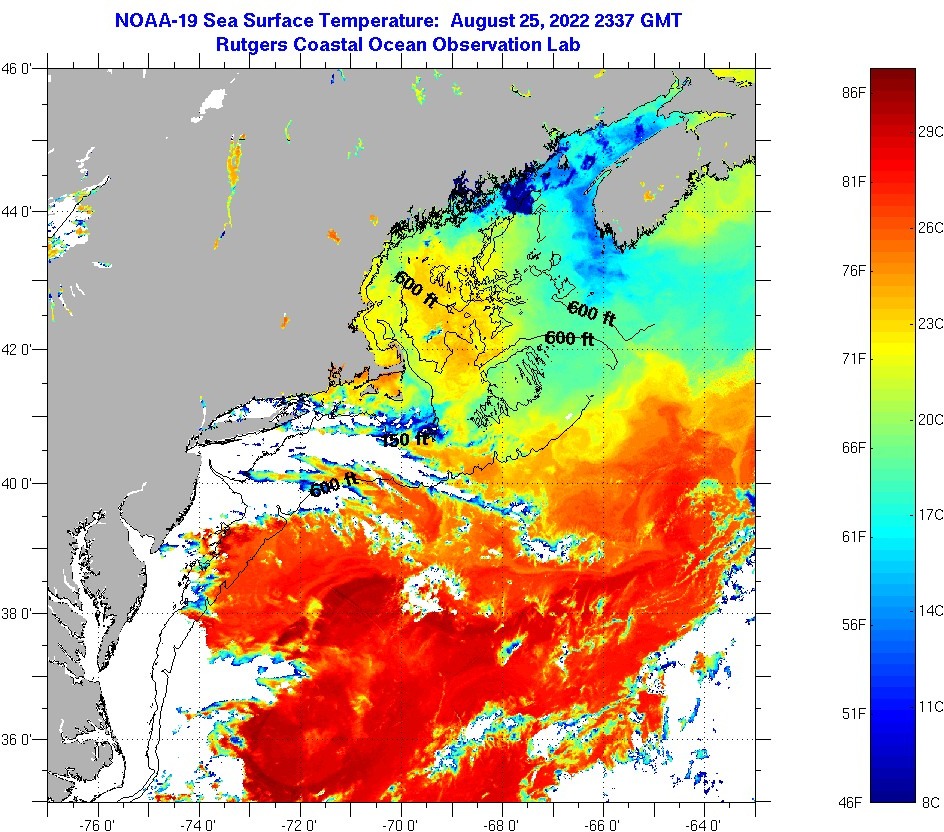 NOAA-19 Sea Surface Temperature: August 25, 2022 2337 GMT
Rutgers Coastal Ocean Observation Lab
46 0'
44 0'
42 0'
40 0'
38 0'
36 0'
-76 0'
-74 0'
-72 0'
-70 0'
-68 0'
-66 0'
-64 0'
600 ft
600 ft
600 ft
150 ft
600 ft
86F
81F
76F
71F
66F
61F
56F
51F
46F
29C
26C
23C
20C
17C
14C
11C
8C